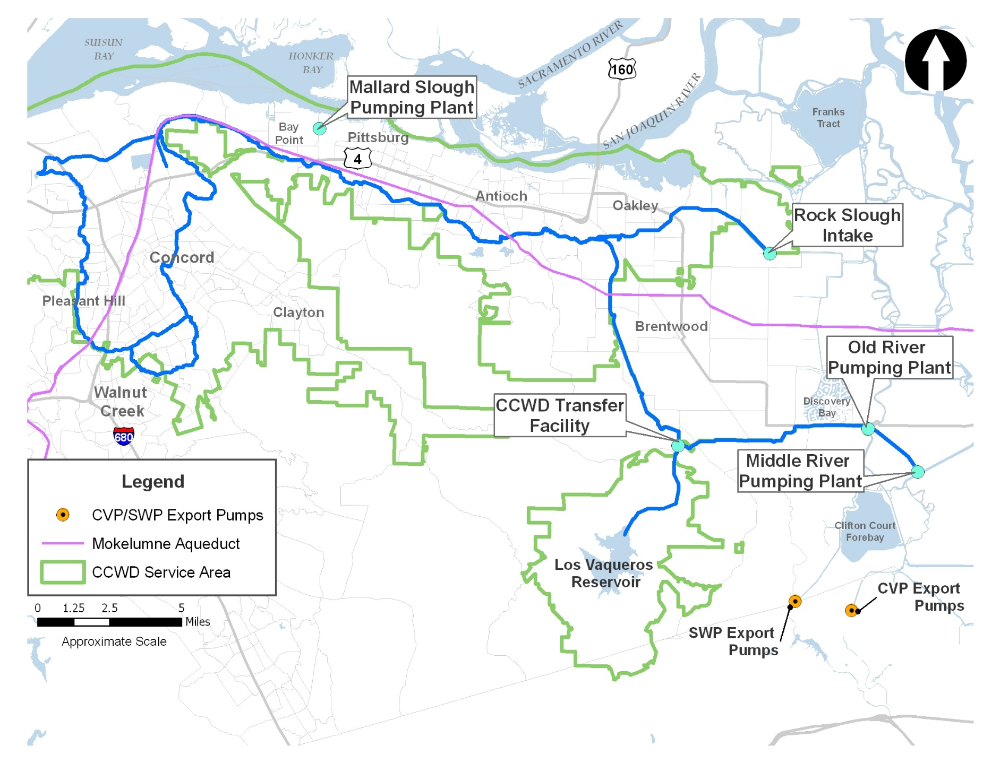 SUISUN
BAY
HONKER
BAY
SACRAMENTO RIVER
160
Mallard Slough
Pumping Plant
SAN JOAQUIN RIVER
Franks
Tract
Bay
Point
Pittsburg
4
Antioch
Oakley
Rock Slough
Intake
Concord
Pleasant Hill
Clayton
Brentwood
Old River
Pumping Plant
Walnut
Creek
680
CCWD Transfer
Facility
Discovery
Bay
Middle River
Pumping Plant
Clifton Court
Forebay
Los Vaqueros
Reservoir
CVP Export
Pumps
SWP Export
Pumps
Legend
CVP/SWP Export Pumps
Mokelumne Aqueduct
CCWD Service Area
0 1.25 2.5 5
Miles
Approximate Scale